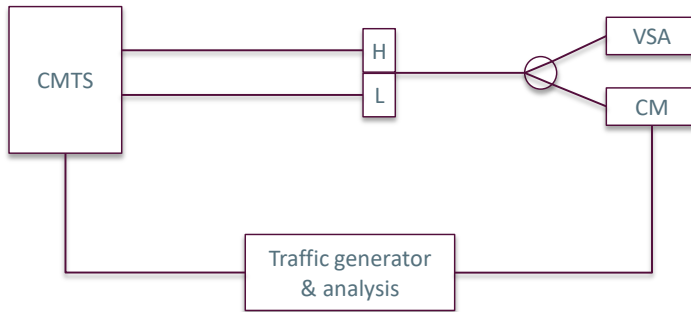 CMTS
H
L
VSA
CM
Traffic generator
& analysis